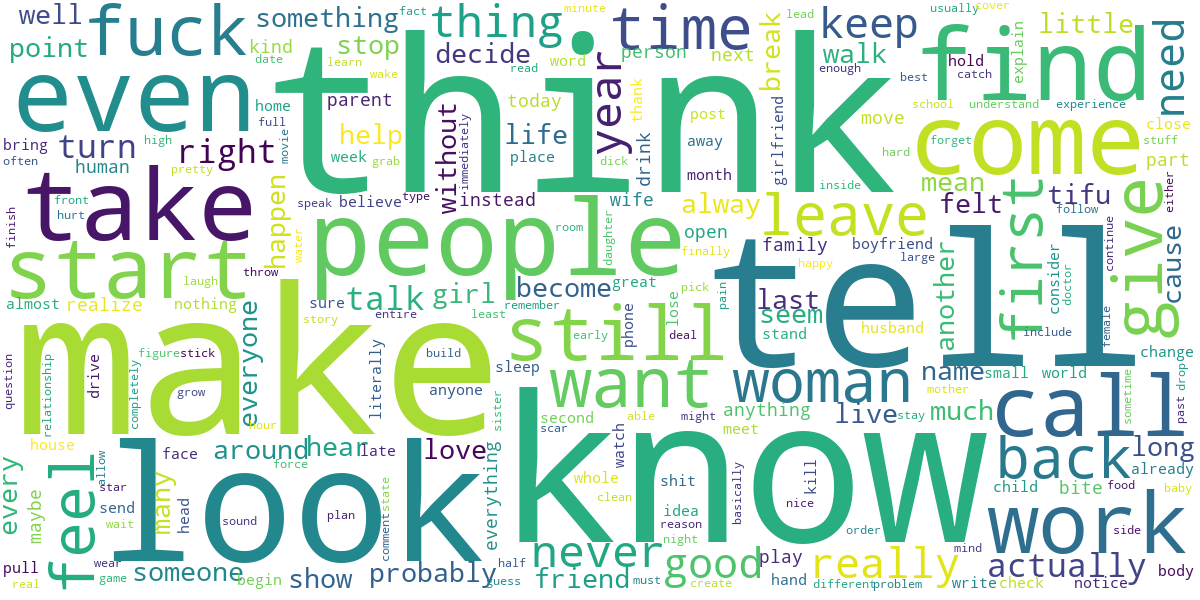 well
fuck
something
fact
thing
minute
time
keep
lead
usually
cover
little
point
kind
date
stop
learn
wake
decide
read
person
word
next
break
walk
find
explain
hold
catch
need
even
think
home
full
parent
today
year
thank
post
move
enough
best
school
understand
experience
bring
often
turn
human
high
pretty
right
movie
help
week
grab
without
immediately
life
place
drink
dick
away
month
girlfriend
hard
inside
come
forget
close
stuff
part
finish
take
front
hurt
happen
water
speak
believe
type
instead
wife
alway
leave
mean
felt
tifu
follow
either
start
people
room
daughter
open
finally
family
happy
boyfriend
large
tell
another
first
consider
doctor
continue
give
cause
laugh
throw
almost
realize
nothing
sure
story
entire
talk
girl
remember
become
least
great
lose
pick
pain
last
seem
stand
husband
include
female
make
question
relationship
drive
completely
figure
stick
grow
everyone
hour
literally
build
anyone
still
early
sleep
phone
deal
want
woman
mother
name
small
world
change
call
past
drop
sometime
house
look
every
maybe
feel
allow
star
send
wait
many
face
head
around
force
hear
late
love
sister
everything
second
scar
able
might
anything
meet
watch
live
stay
much
back
long
already
know
sound
plan
comment
state
whole
clean
shit
idea
reason
night
basically
kill
nice
order
child
bite
food
baby
side
work
pull
real
wear
game
someone
begin
show
probably
half
guess
never
friend
must
good
create
play
hand
really
different
problem
mind
write
check
actually
notice
body